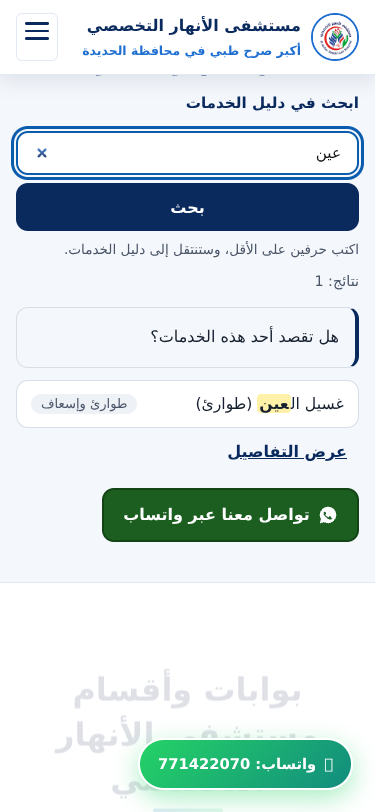 مستشفى الأنهار التخصصي
أكبر صرح طبي في محافظة الحديدة
ابحث في دليل الخدمات
عين
×
بحث
اكتب حرفين على الأقل، وستنتقل إلى دليل الخدمات.
نتائج: 1
هل تقصد أحد هذه الخدمات؟
غسيل العين (طوارئ)
طوارئ وإسعاف
عرض التفاصيل
تواصل معنا عبر واتساب
بوابات وأقسام
مستشفى الأنهار
واتساب: 771422070